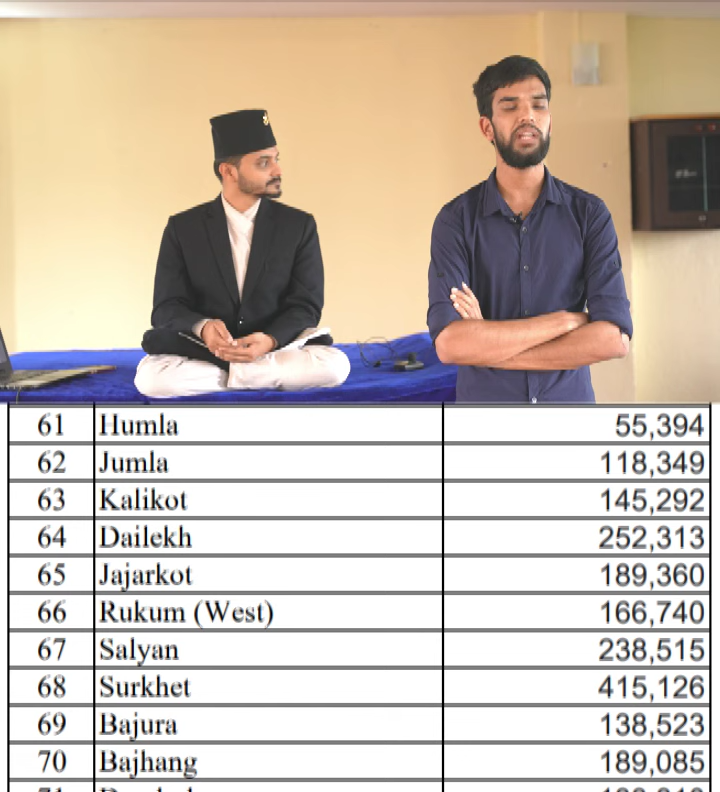 61 Humla 55,394
62 Jumla 118,349
63 Kalikot 145,292
64 Dailekh 252,313
65 Jajarkot 189,360
66 Rukum (West) 166,740
67 Salyan 238,515
68 Surkhet 415,126
69 Bajura 138,523
70 Bajhang 189,085